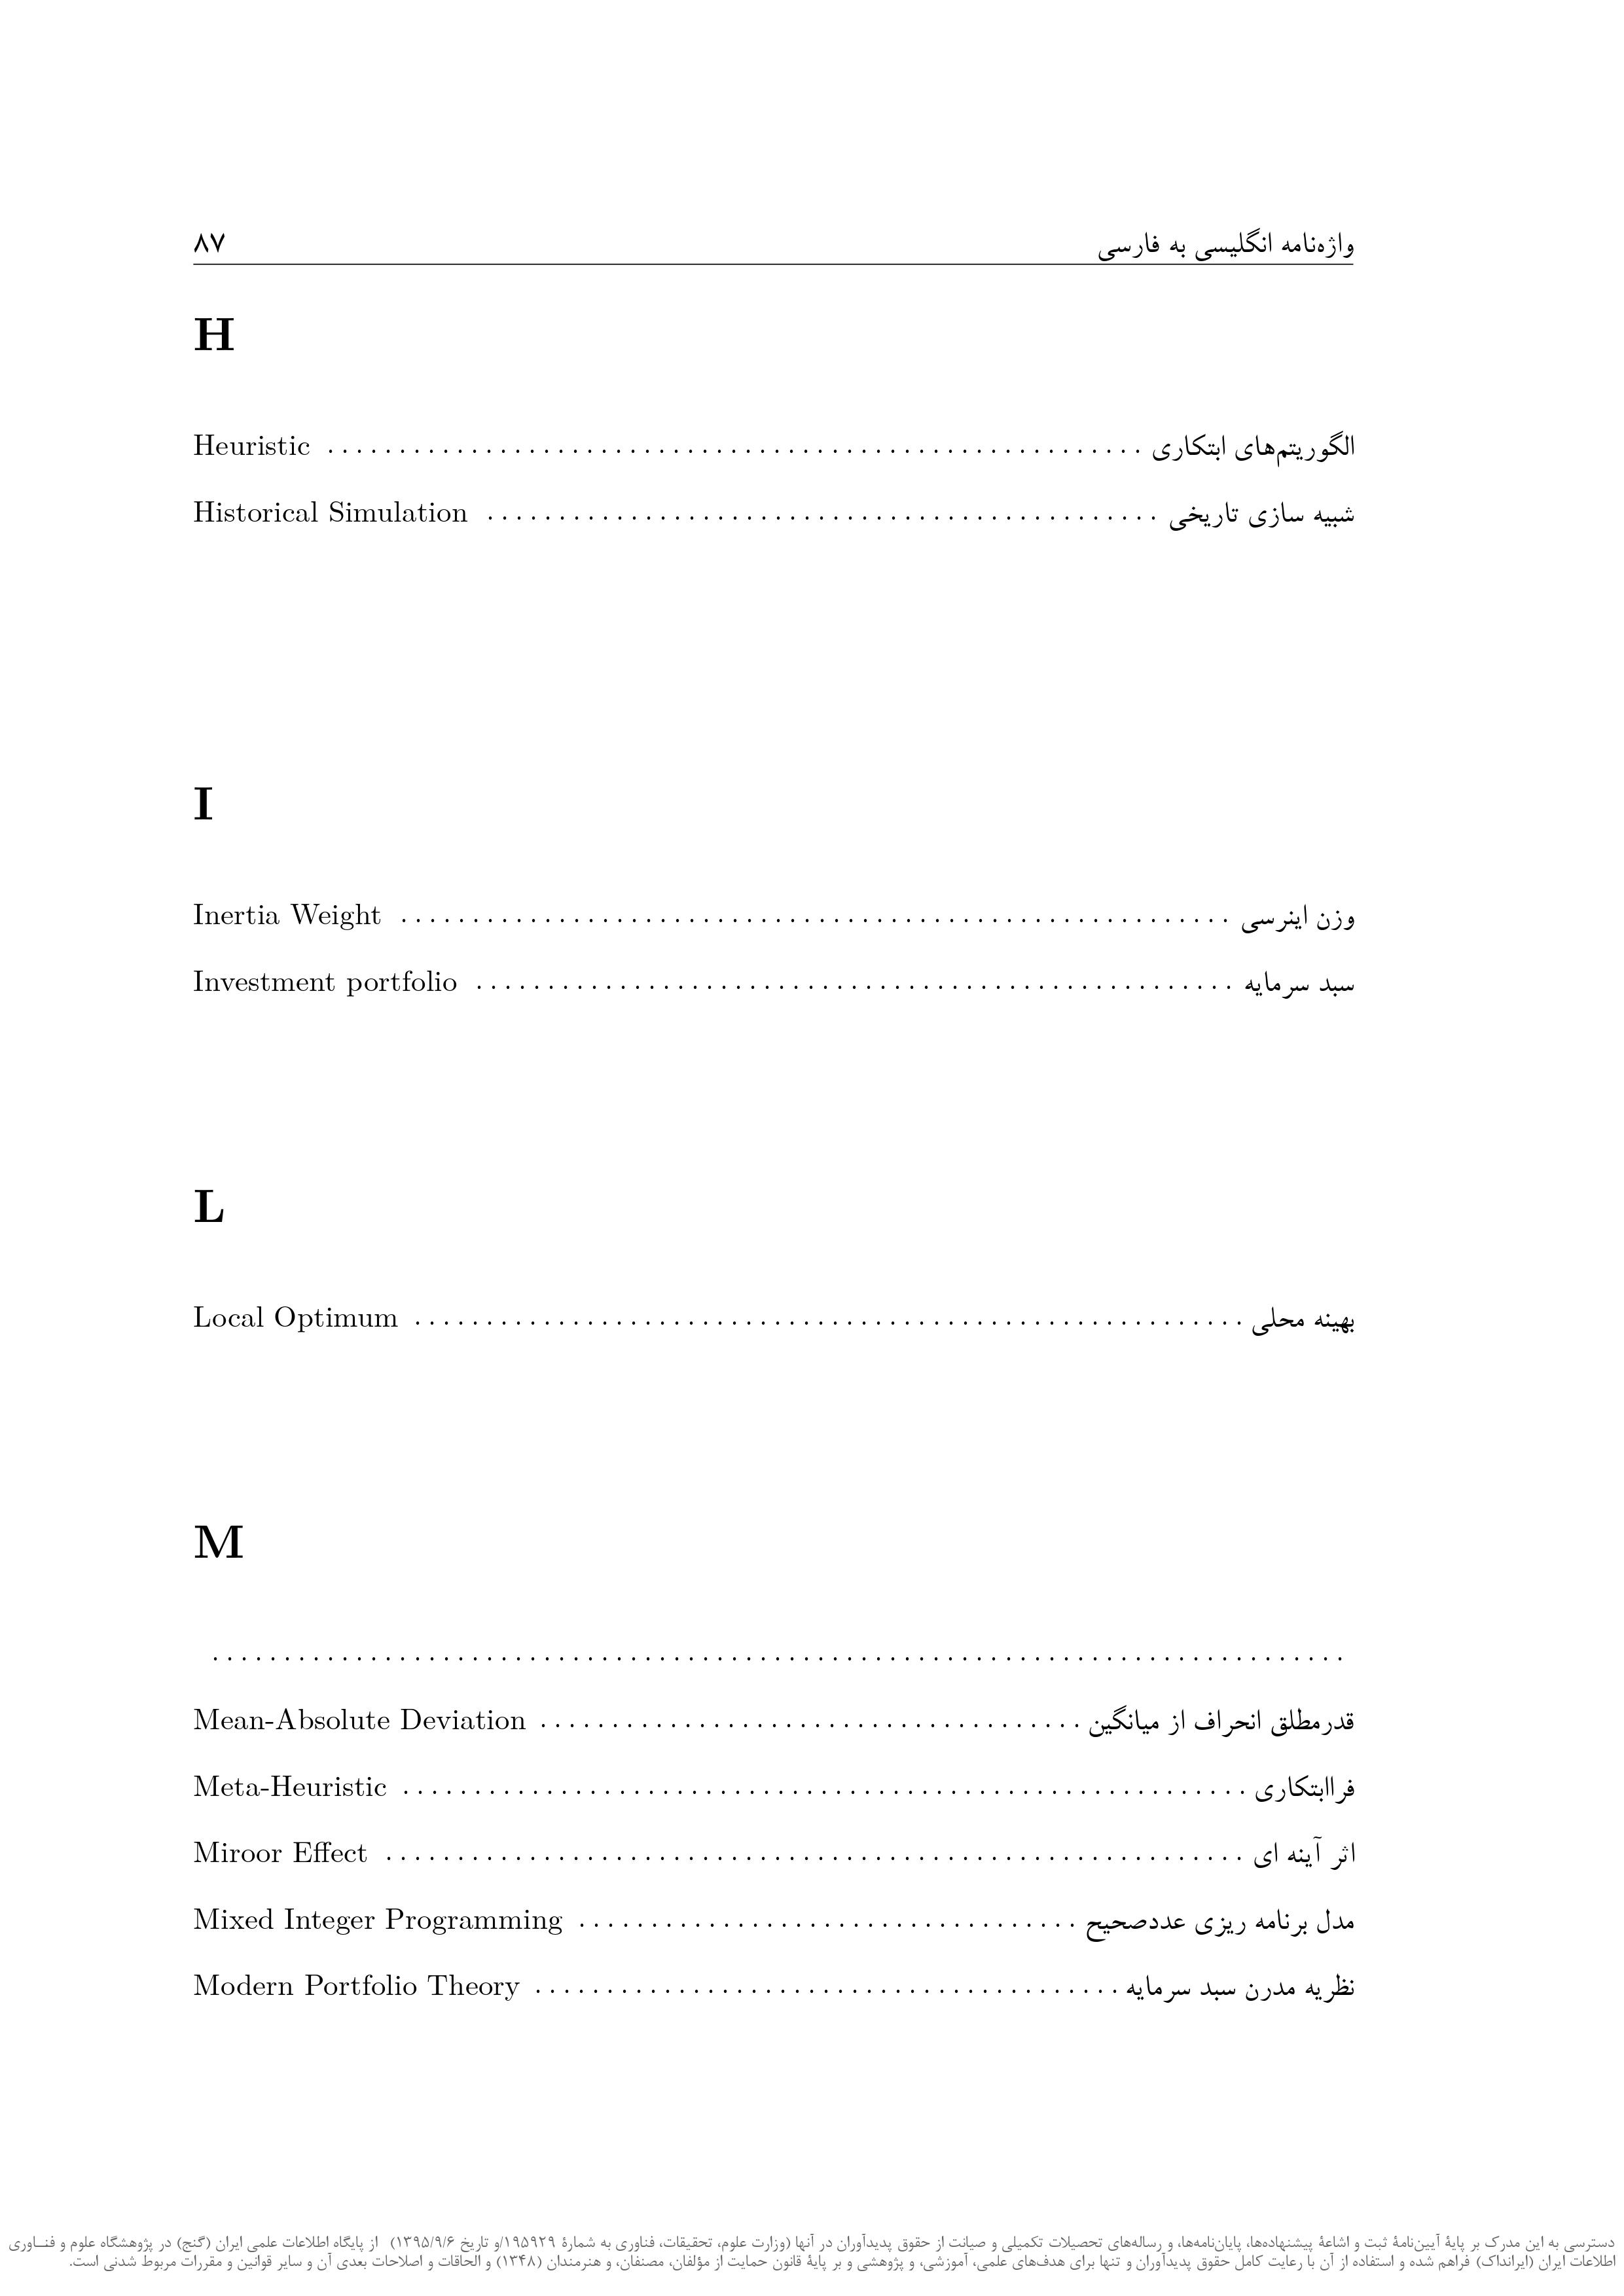 واژه‌نامه انگلیسی به فارسی ۸۷
H
Heuristic . . . . . . . . . . . . . . . . . . . . الگوریتم‌های ابتکاری
Historical Simulation . . . . . . . . . . . . . . . . . . . . شبیه سازی تاریخی
I
Inertia Weight . . . . . . . . . . . . . . . . . . . . وزن اینرسی
Investment portfolio . . . . . . . . . . . . . . . . . . . . سبد سرمایه
L
Local Optimum . . . . . . . . . . . . . . . . . . . . بهینه محلی
M
. . . . . . . . . . . . . . . . . . . .
Mean-Absolute Deviation . . . . . . . . . . . . . . . . . . . . قدرمطلق انحراف از میانگین
Meta-Heuristic . . . . . . . . . . . . . . . . . . . . فراابتکاری
Miroor Effect . . . . . . . . . . . . . . . . . . . . اثر آینه ای
Mixed Integer Programming . . . . . . . . . . . . . . . . . . . . مدل برنامه ریزی عددصحیح
Modern Portfolio Theory . . . . . . . . . . . . . . . . . . . . نظریه مدرن سبد سرمایه
دسترسی به این مدرک بر پایهٔ آیین‌نامهٔ ثبت و اشاعهٔ پیشنهاده‌ها، پایان‌نامه‌ها، و رساله‌های تحصیلات تکمیلی و صیانت از حقوق پدیدآوران در آنها (وزارت علوم، تحقیقات، فناوری به شمارهٔ ۱۹۵۹۲۹/و تاریخ ۱۳۹۵/۹/۶) از پایگاه اطلاعات علمی ایران (گنج) در پژوهشگاه علوم و فنــاوری
اطلاعات ایران (ایرانداک) فراهم شده و استفاده از آن با رعایت کامل حقوق پدیدآوران و تنها برای هدف‌های علمی، آموزشی، و پژوهشی و بر پایهٔ قانون حمایت از مؤلفان، مصنفان، و هنرمندان (۱۳۴۸) و الحاقات و اصلاحات بعدی آن و سایر قوانین و مقررات مربوط شدنی است.